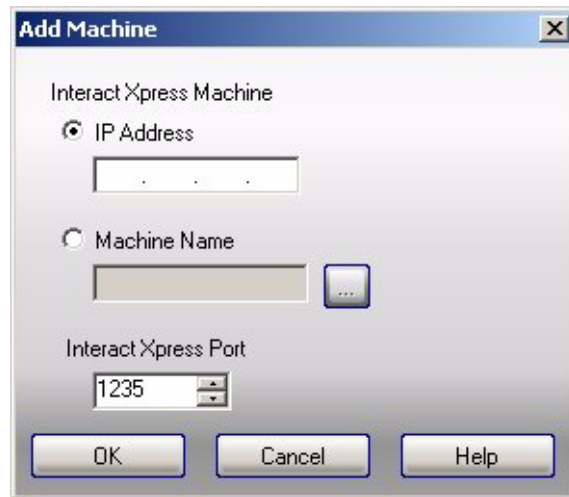 Add Machine
Interact Xpress Machine
IP Address
. . .
Machine Name
...
Interact Xpress Port
1235
OK Cancel Help